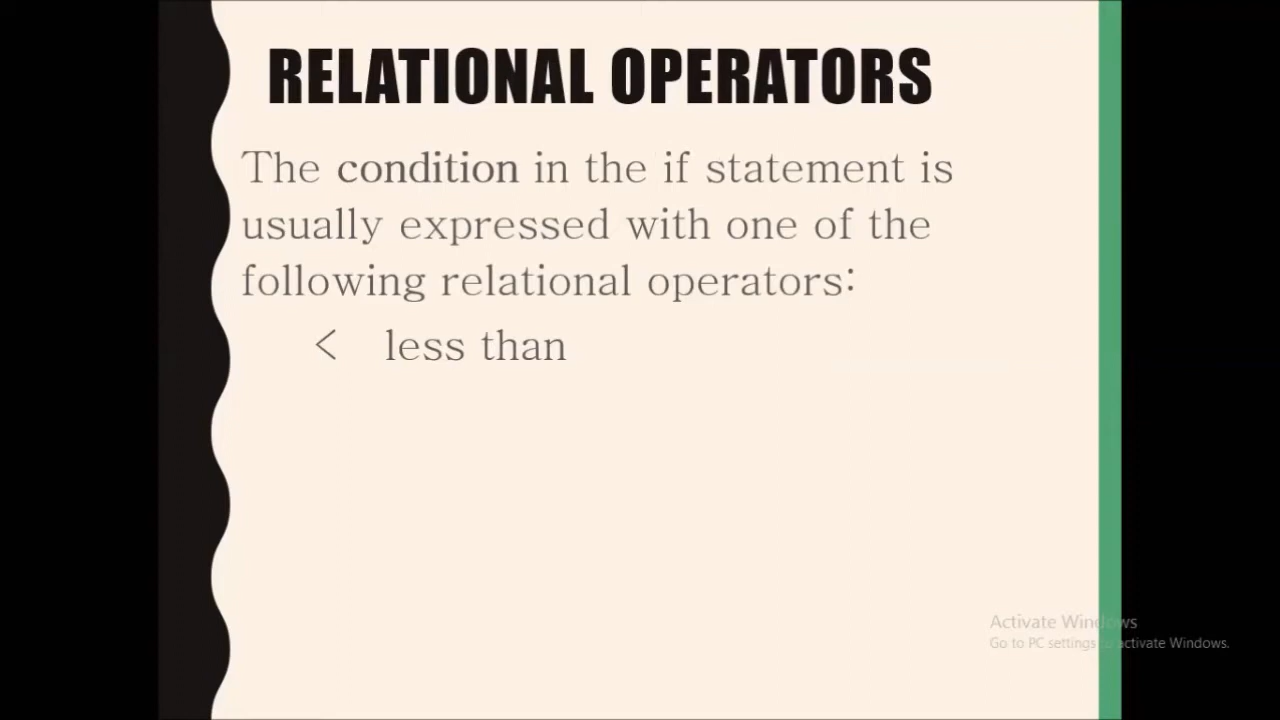 RELATIONAL OPERATORS
The condition in the if statement is
usually expressed with one of the
following relational operators:
< less than
Activate Windows
Go to PC settings to activate Windows.